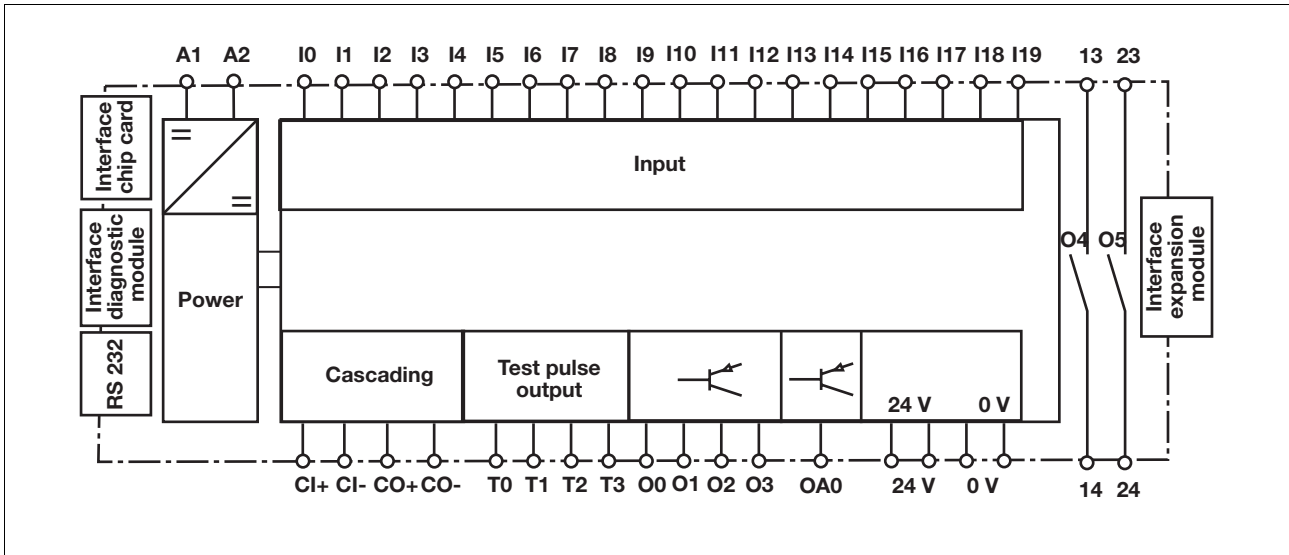 A1 A2 I0 I1 I2 I3 I4 I5 I6 I7 I8 I9 I10 I11 I12 I13 I14 I15 I16 I17 I18 I19 13 23
Interface
chip card
Interface
diagnostic
module
RS 232
Power
Input
O4 O5
Interface
expansion
module
Cascading
Test pulse
output
24 V 0 V
CI+ CI- CO+ CO- T0 T1 T2 T3 O0 O1 O2 O3 OA0 24 V 0 V 14 24